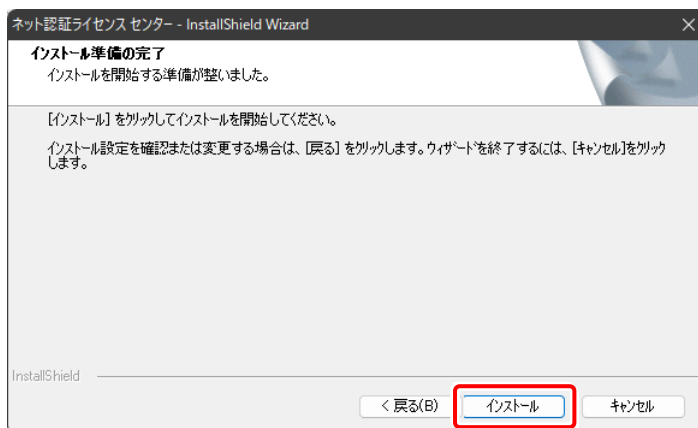 ネット認証ライセンス センター - InstallShield Wizard
インストール準備の完了
インストールを開始する準備が整いました。
[インストール] をクリックしてインストールを開始してください。
インストール設定を確認または変更する場合は、[戻る] をクリックします。ウィザードを終了するには、[キャンセル]をクリック
します。
InstallShield
< 戻る(B)
インストール
キャンセル